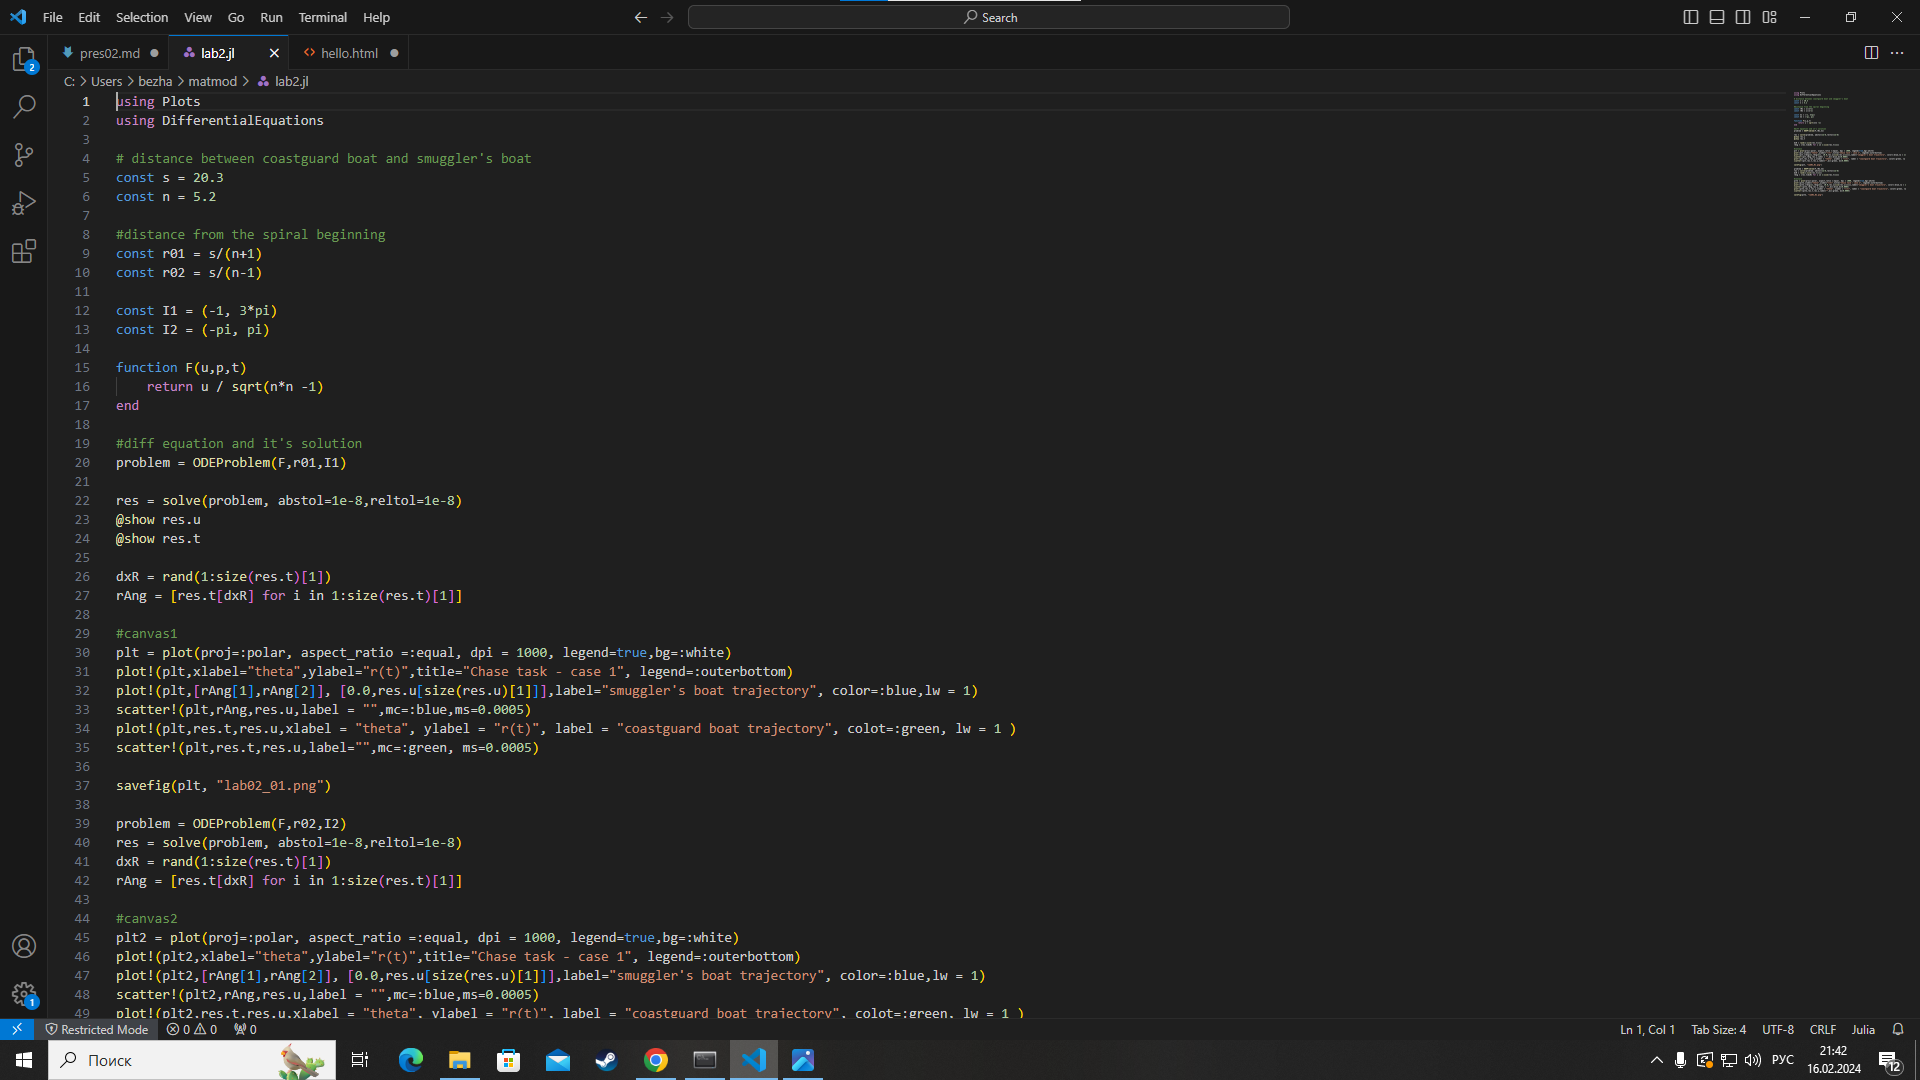 File Edit Selection View Go Run Terminal Help Search
pres02.md lab2.jl hello.html
C: > Users > bezha > matmod > lab2.jl
1 using Plots
2 using DifferentialEquations
3
4 # distance between coastguard boat and smuggler's boat
5 const s = 20.3
6 const n = 5.2
7
8 #distance from the spiral beginning
9 const r01 = s/(n+1)
10 const r02 = s/(n-1)
11
12 const I1 = (-1, 3*pi)
13 const I2 = (-pi, pi)
14
15 function F(u,p,t)
16 return u / sqrt(n*n -1)
17 end
18
19 #diff equation and it's solution
20 problem = ODEProblem(F,r01,I1)
21
22 res = solve(problem, abstol=1e-8,reltol=1e-8)
23 @show res.u
24 @show res.t
25
26 dxR = rand(1:size(res.t)[1])
27 rAng = [res.t[dxR] for i in 1:size(res.t)[1]]
28
29 #canvas1
30 plt = plot(proj=:polar, aspect_ratio =:equal, dpi = 1000, legend=true,bg=:white)
31 plot!(plt,xlabel="theta",ylabel="r(t)",title="Chase task - case 1", legend=:outerbottom)
32 plot!(plt,[rAng[1],rAng[2]], [0.0,res.u[size(res.u)[1]]],label="smuggler's boat trajectory", color=:blue,lw = 1)
33 scatter!(plt,rAng,res.u,label = "",mc=:blue,ms=0.0005)
34 plot!(plt,res.t,res.u,xlabel = "theta", ylabel = "r(t)", label = "coastguard boat trajectory", colot=:green, lw = 1 )
35 scatter!(plt,res.t,res.u,label="",mc=:green, ms=0.0005)
36
37 savefig(plt, "lab02_01.png")
38
39 problem = ODEProblem(F,r02,I2)
40 res = solve(problem, abstol=1e-8,reltol=1e-8)
41 dxR = rand(1:size(res.t)[1])
42 rAng = [res.t[dxR] for i in 1:size(res.t)[1]]
43
44 #canvas2
45 plt2 = plot(proj=:polar, aspect_ratio =:equal, dpi = 1000, legend=true,bg=:white)
46 plot!(plt2,xlabel="theta",ylabel="r(t)",title="Chase task - case 1", legend=:outerbottom)
47 plot!(plt2,[rAng[1],rAng[2]], [0.0,res.u[size(res.u)[1]]],label="smuggler's boat trajectory", color=:blue,lw = 1)
48 scatter!(plt2,rAng,res.u,label = "",mc=:blue,ms=0.0005)
49 plot!(plt2,res.t,res.u,xlabel = "theta", ylabel = "r(t)", label = "coastguard boat trajectory", colot=:green, lw = 1 )
2
1
Restricted Mode 0 0 0 Ln 1, Col 1 Tab Size: 4 UTF-8 CRLF Julia
Поиск РУС 21:42
16.02.2024 12